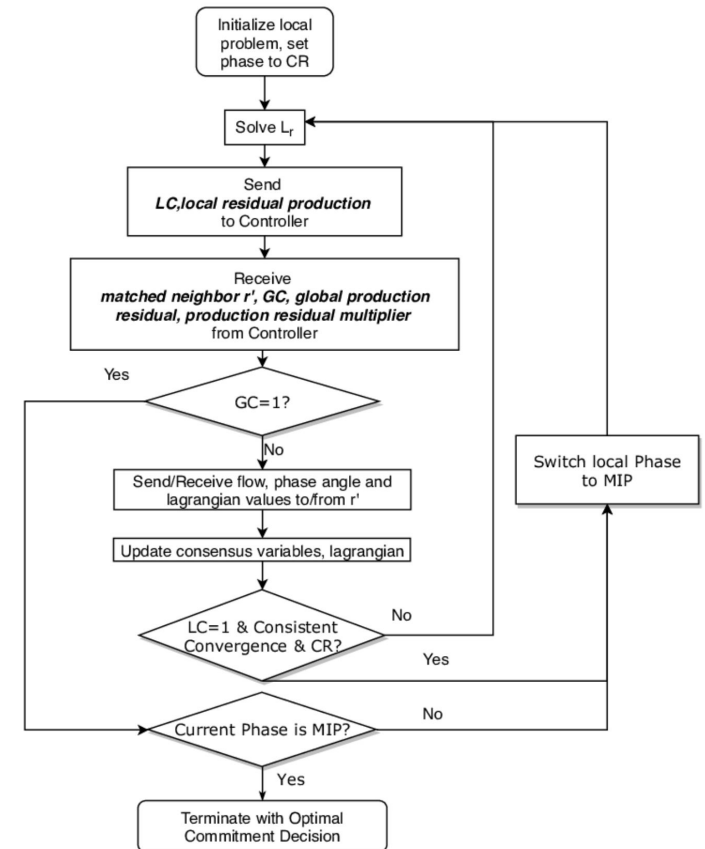 Initialize local
problem, set
phase to CR
Solve Lr
Send
LC,local residual production
to Controller
Receive
matched neighbor r', GC, global production
residual, production residual multiplier
from Controller
Yes
GC=1?
No
Send/Receive flow, phase angle and
lagrangian values to/from r'
Switch local Phase
to MIP
Update consensus variables, lagrangian
LC=1 & Consistent
Convergence & CR?
No
Yes
Current Phase is MIP?
No
Yes
Terminate with Optimal
Commitment Decision